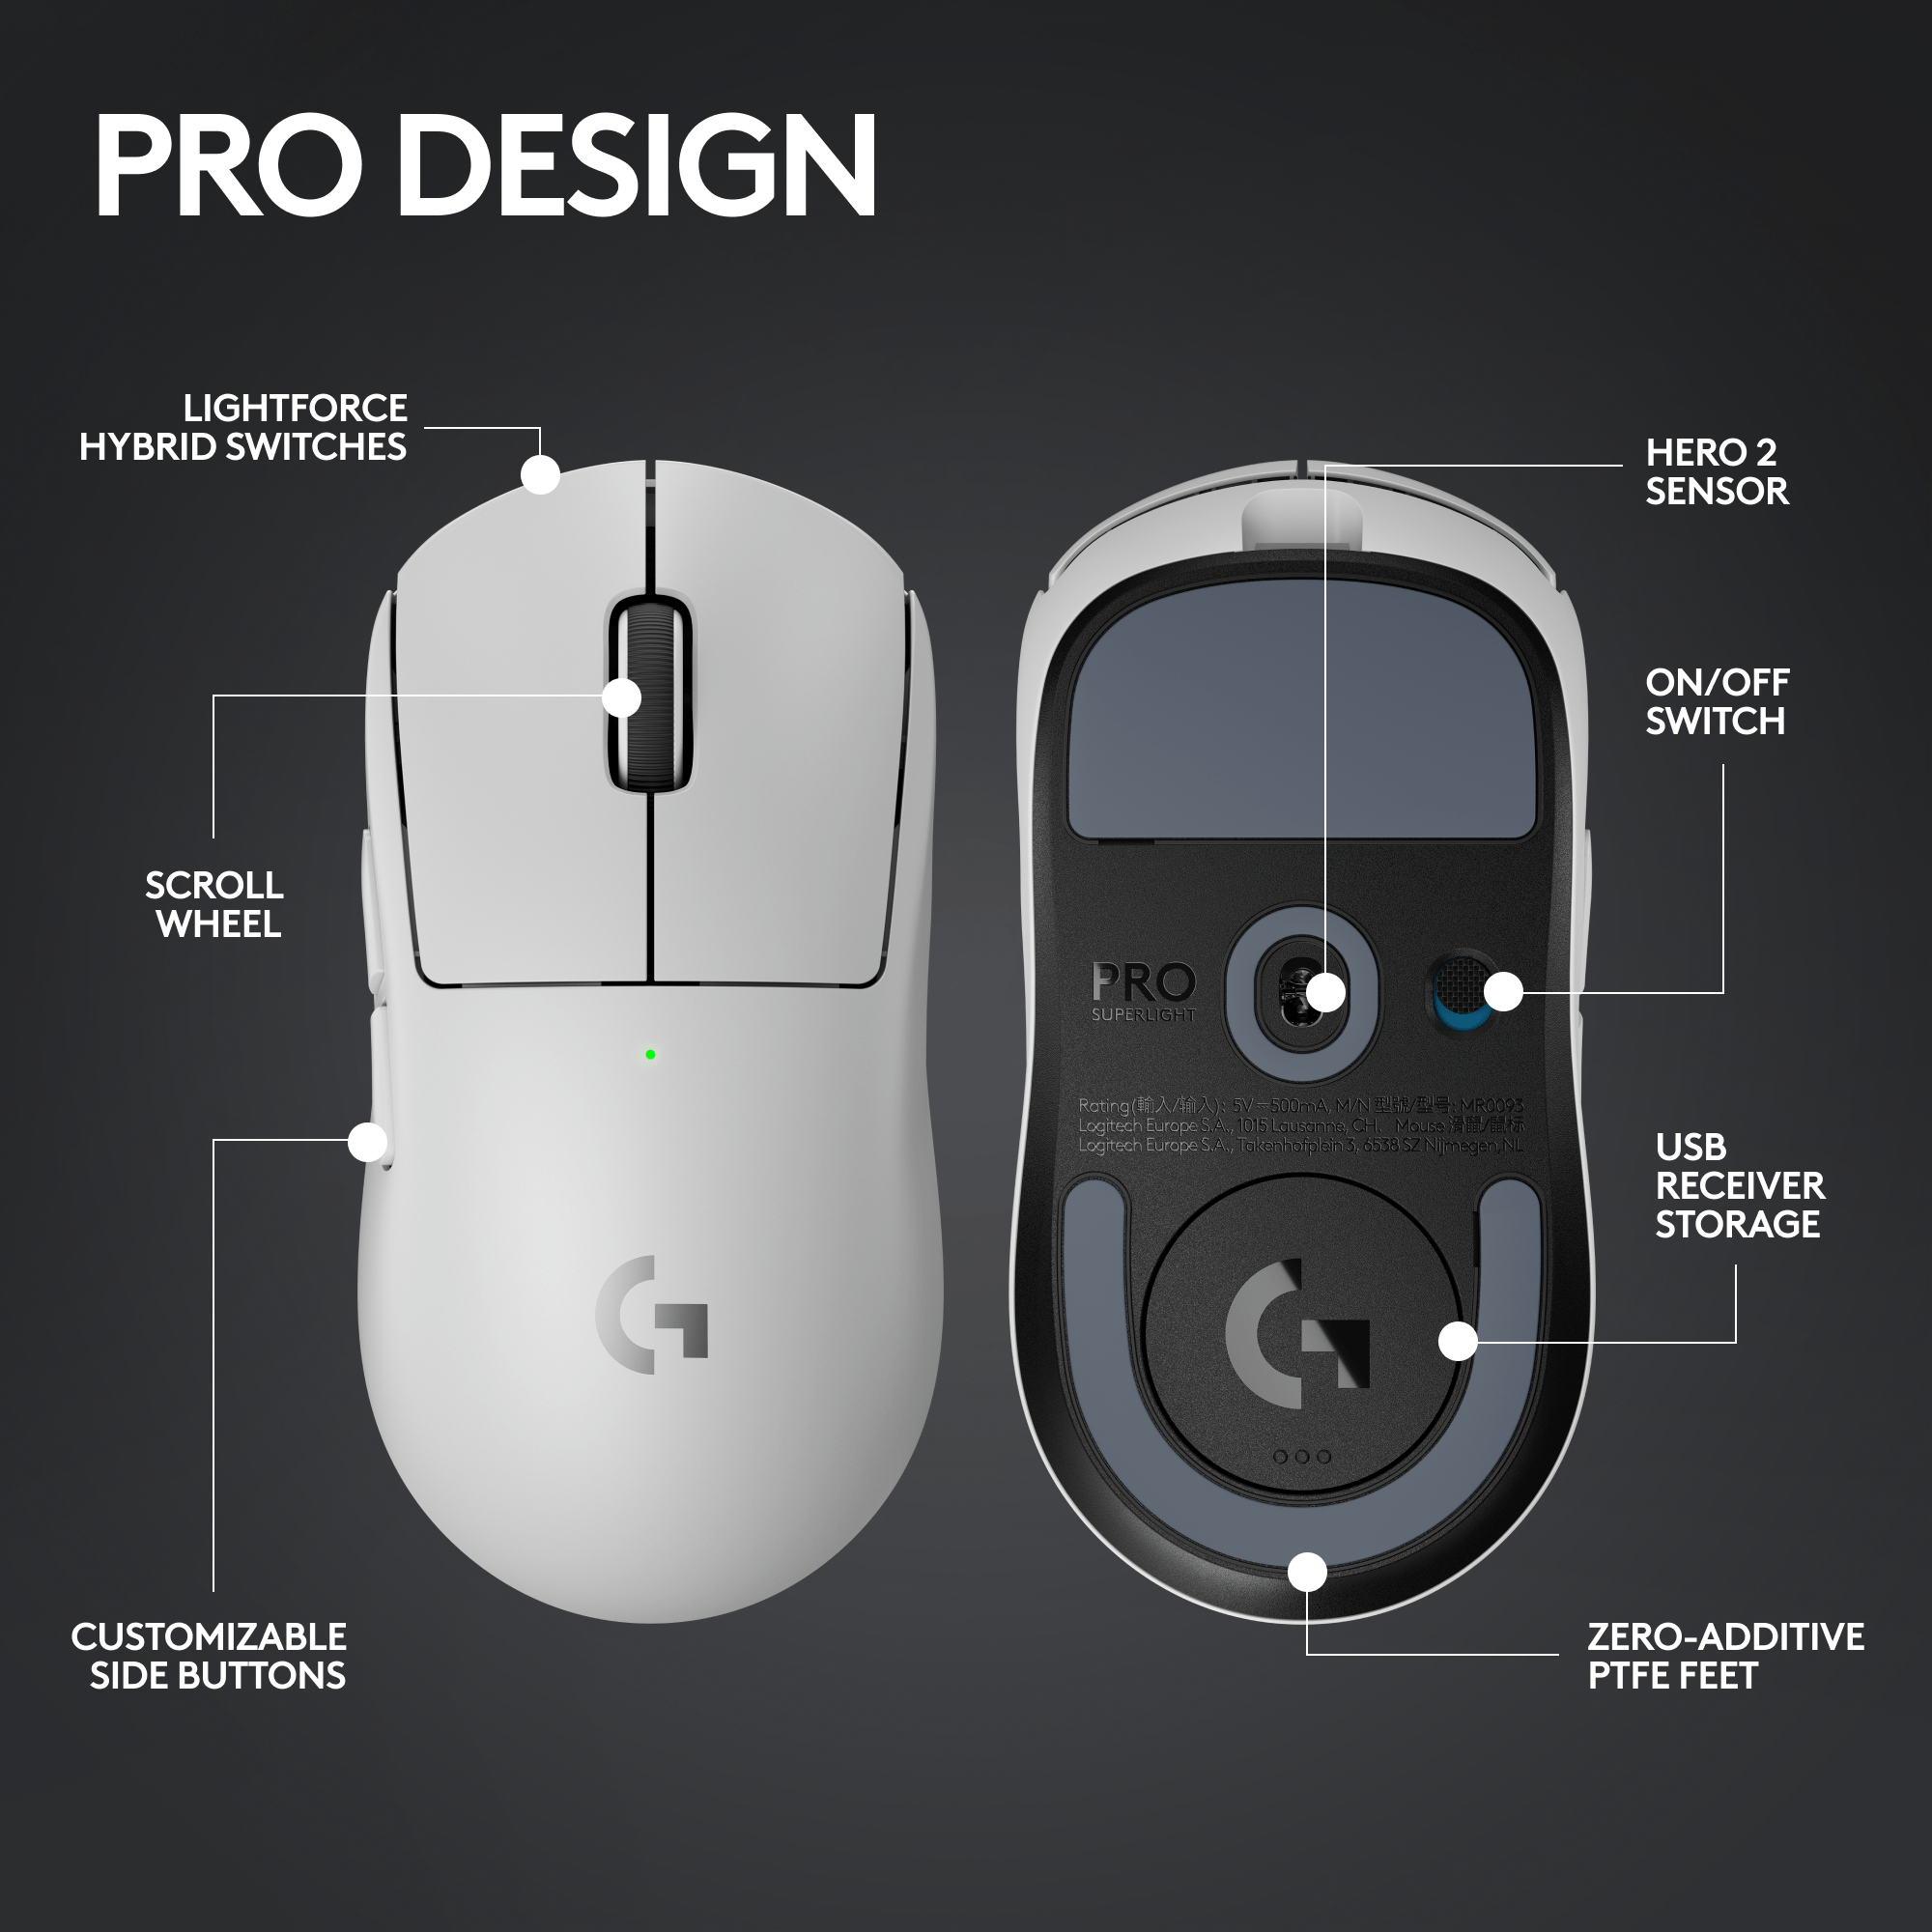 PRO DESIGN
LIGHTFORCE
HYBRID SWITCHES
HERO 2
SENSOR
ON/OFF
SWITCH
SCROLL
WHEEL
PRO
SUPERLIGHT
Rating(輸入/输入): 5V⎓500mA, M/N 型號/型号: MR0093
Logitech Europe S.A., 1015 Lausanne, CH. Mouse 滑鼠/鼠标
Logitech Europe S.A., Takenhofplein 3, 6538 SZ Nijmegen, NL
USB
RECEIVER
STORAGE
CUSTOMIZABLE
SIDE BUTTONS
ZERO-ADDITIVE
PTFE FEET